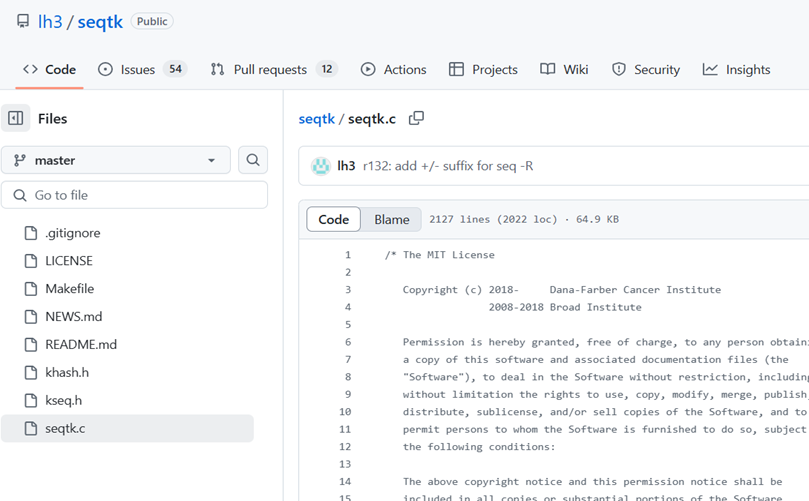 lh3 / seqtk Public
Code Issues 54 Pull requests 12 Actions Projects Wiki Security Insights
Files
master
Go to file
.gitignore
LICENSE
Makefile
NEWS.md
README.md
khash.h
kseq.h
seqtk.c
seqtk / seqtk.c
lh3 r132: add +/- suffix for seq -R
Code Blame 2127 lines (2022 loc) · 64.9 KB
1 /* The MIT License
2
3 Copyright (c) 2018- Dana-Farber Cancer Institute
4 2008-2018 Broad Institute
5
6 Permission is hereby granted, free of charge, to any person obtaini
7 a copy of this software and associated documentation files (the
8 "Software"), to deal in the Software without restriction, including
9 without limitation the rights to use, copy, modify, merge, publish,
10 distribute, sublicense, and/or sell copies of the Software, and to
11 permit persons to whom the Software is furnished to do so, subject
12 the following conditions:
13
14 The above copyright notice and this permission notice shall be
15 included in all copies or substantial portions of the Software